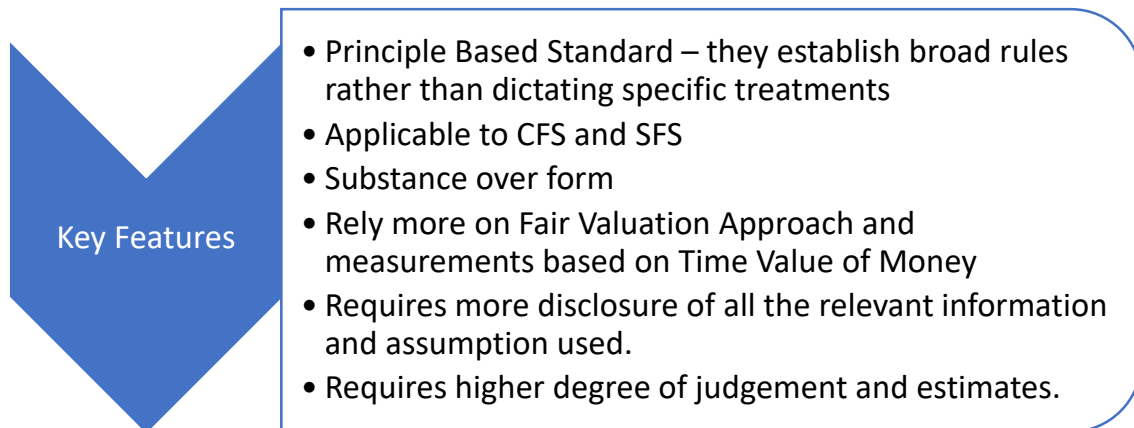 Key Features
• Principle Based Standard – they establish broad rules
rather than dictating specific treatments
• Applicable to CFS and SFS
• Substance over form
• Rely more on Fair Valuation Approach and
measurements based on Time Value of Money
• Requires more disclosure of all the relevant information
and assumption used.
• Requires higher degree of judgement and estimates.